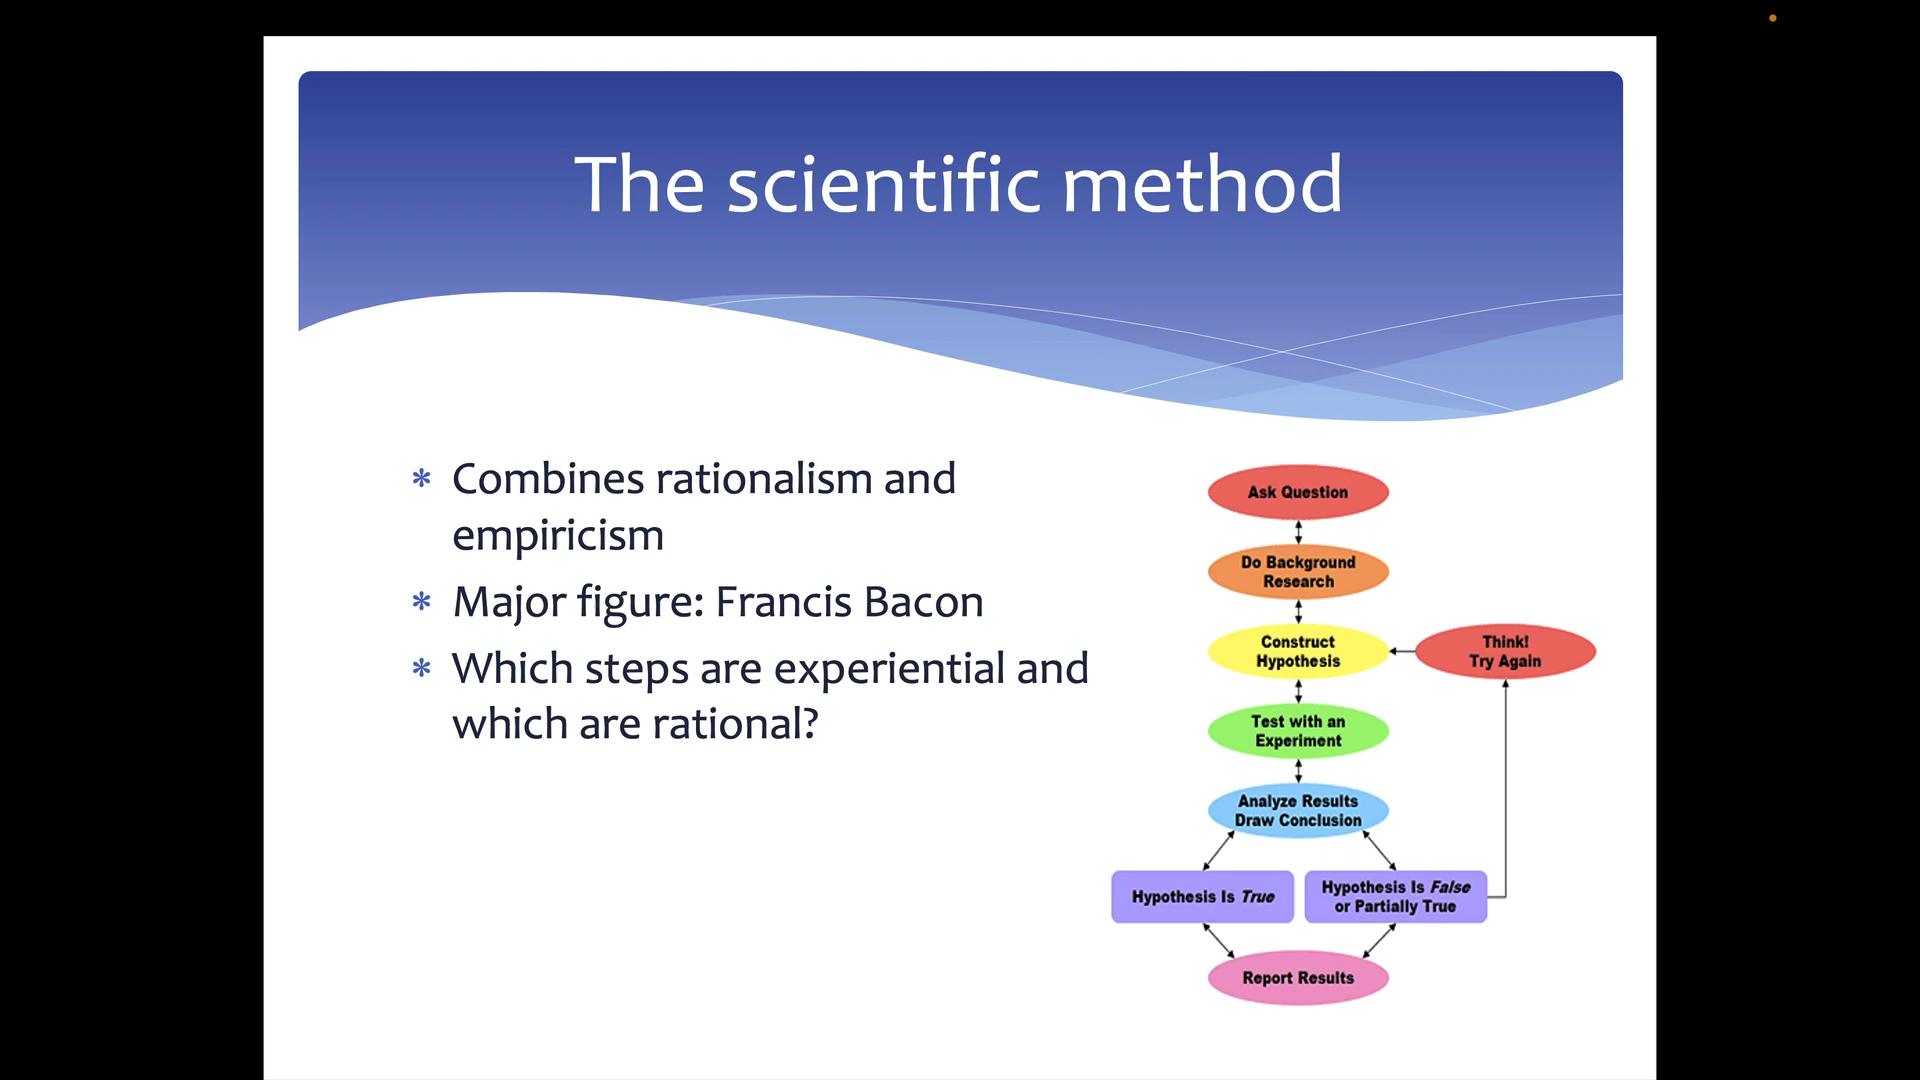 The scientific method
* Combines rationalism and
empiricism
* Major figure: Francis Bacon
* Which steps are experiential and
which are rational?
Ask Question
Do Background
Research
Construct
Hypothesis
Think!
Try Again
Test with an
Experiment
Analyze Results
Draw Conclusion
Hypothesis Is True
Hypothesis Is False
or Partially True
Report Results